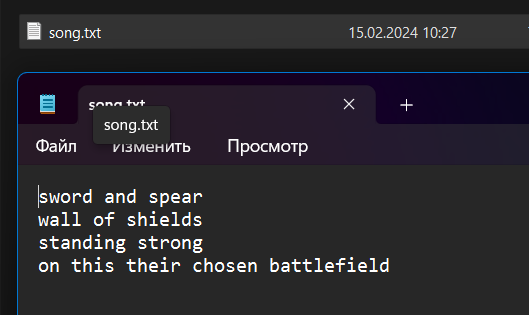 song.txt 15.02.2024 10:27
song.txt
song.txt
Файл Изменить Просмотр
sword and spear
wall of shields
standing strong
on this their chosen battlefield